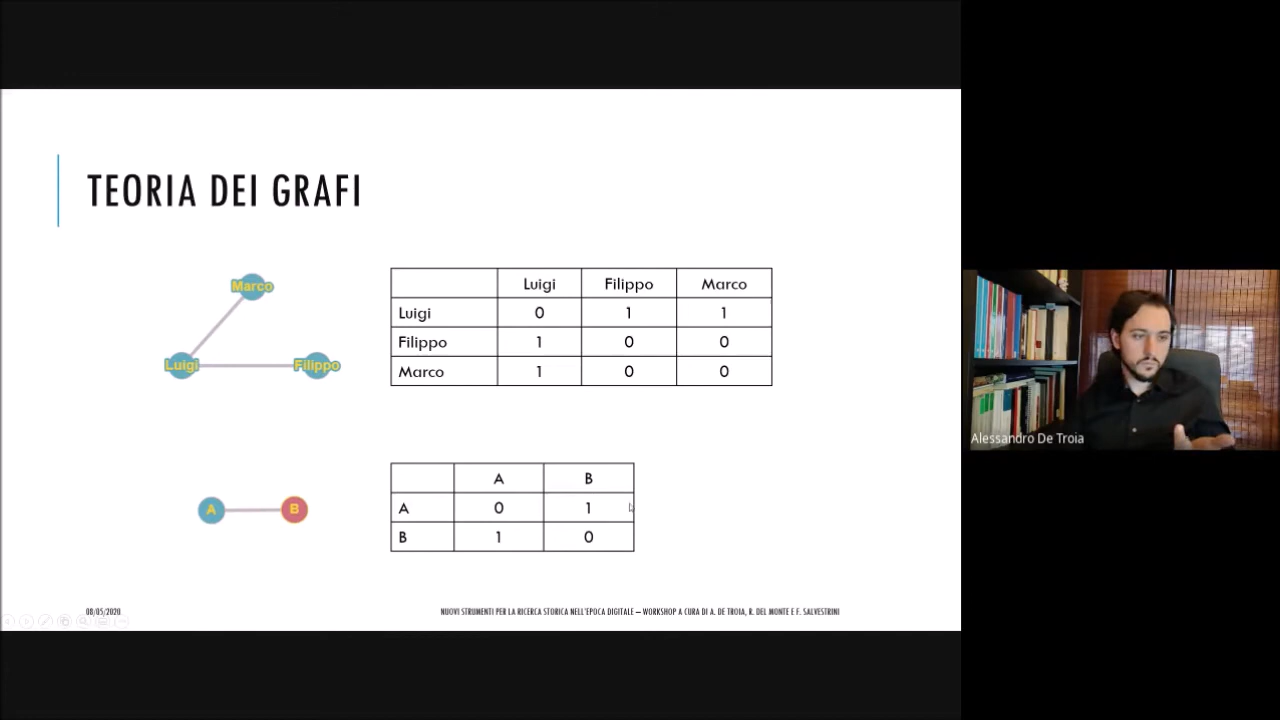 TEORIA DEI GRAFI
Marco
Luigi
Filippo
Luigi Filippo Marco
Luigi 0 1 1
Filippo 1 0 0
Marco 1 0 0
A B
A B
A 0 1
B 1 0
08/05/2020
NUOVI STRUMENTI PER LA RICERCA STORICA NELL'EPOCA DIGITALE – WORKSHOP A CURA DI A. DE TROIA, R. DEL MONTE E F. SALVESTRINI
Alessandro De Troia